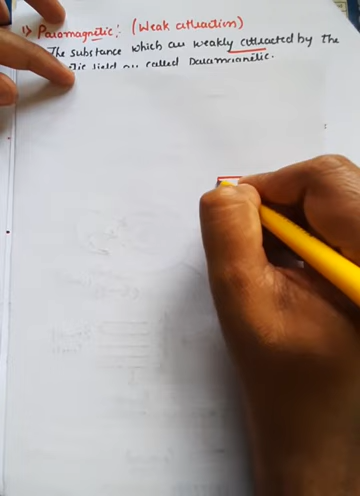 1) Paramagnetic: (Weak attraction)
The substance which are weakly attracted by the
field are called Paramagnetic.